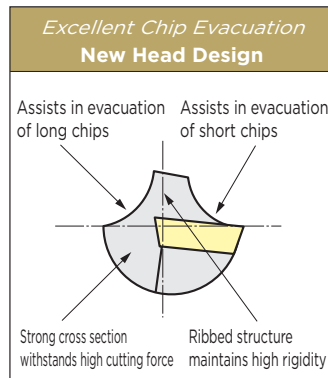 Excellent Chip Evacuation
New Head Design
Assists in evacuation
of long chips
Assists in evacuation
of short chips
Strong cross section
withstands high cutting force
Ribbed structure
maintains high rigidity